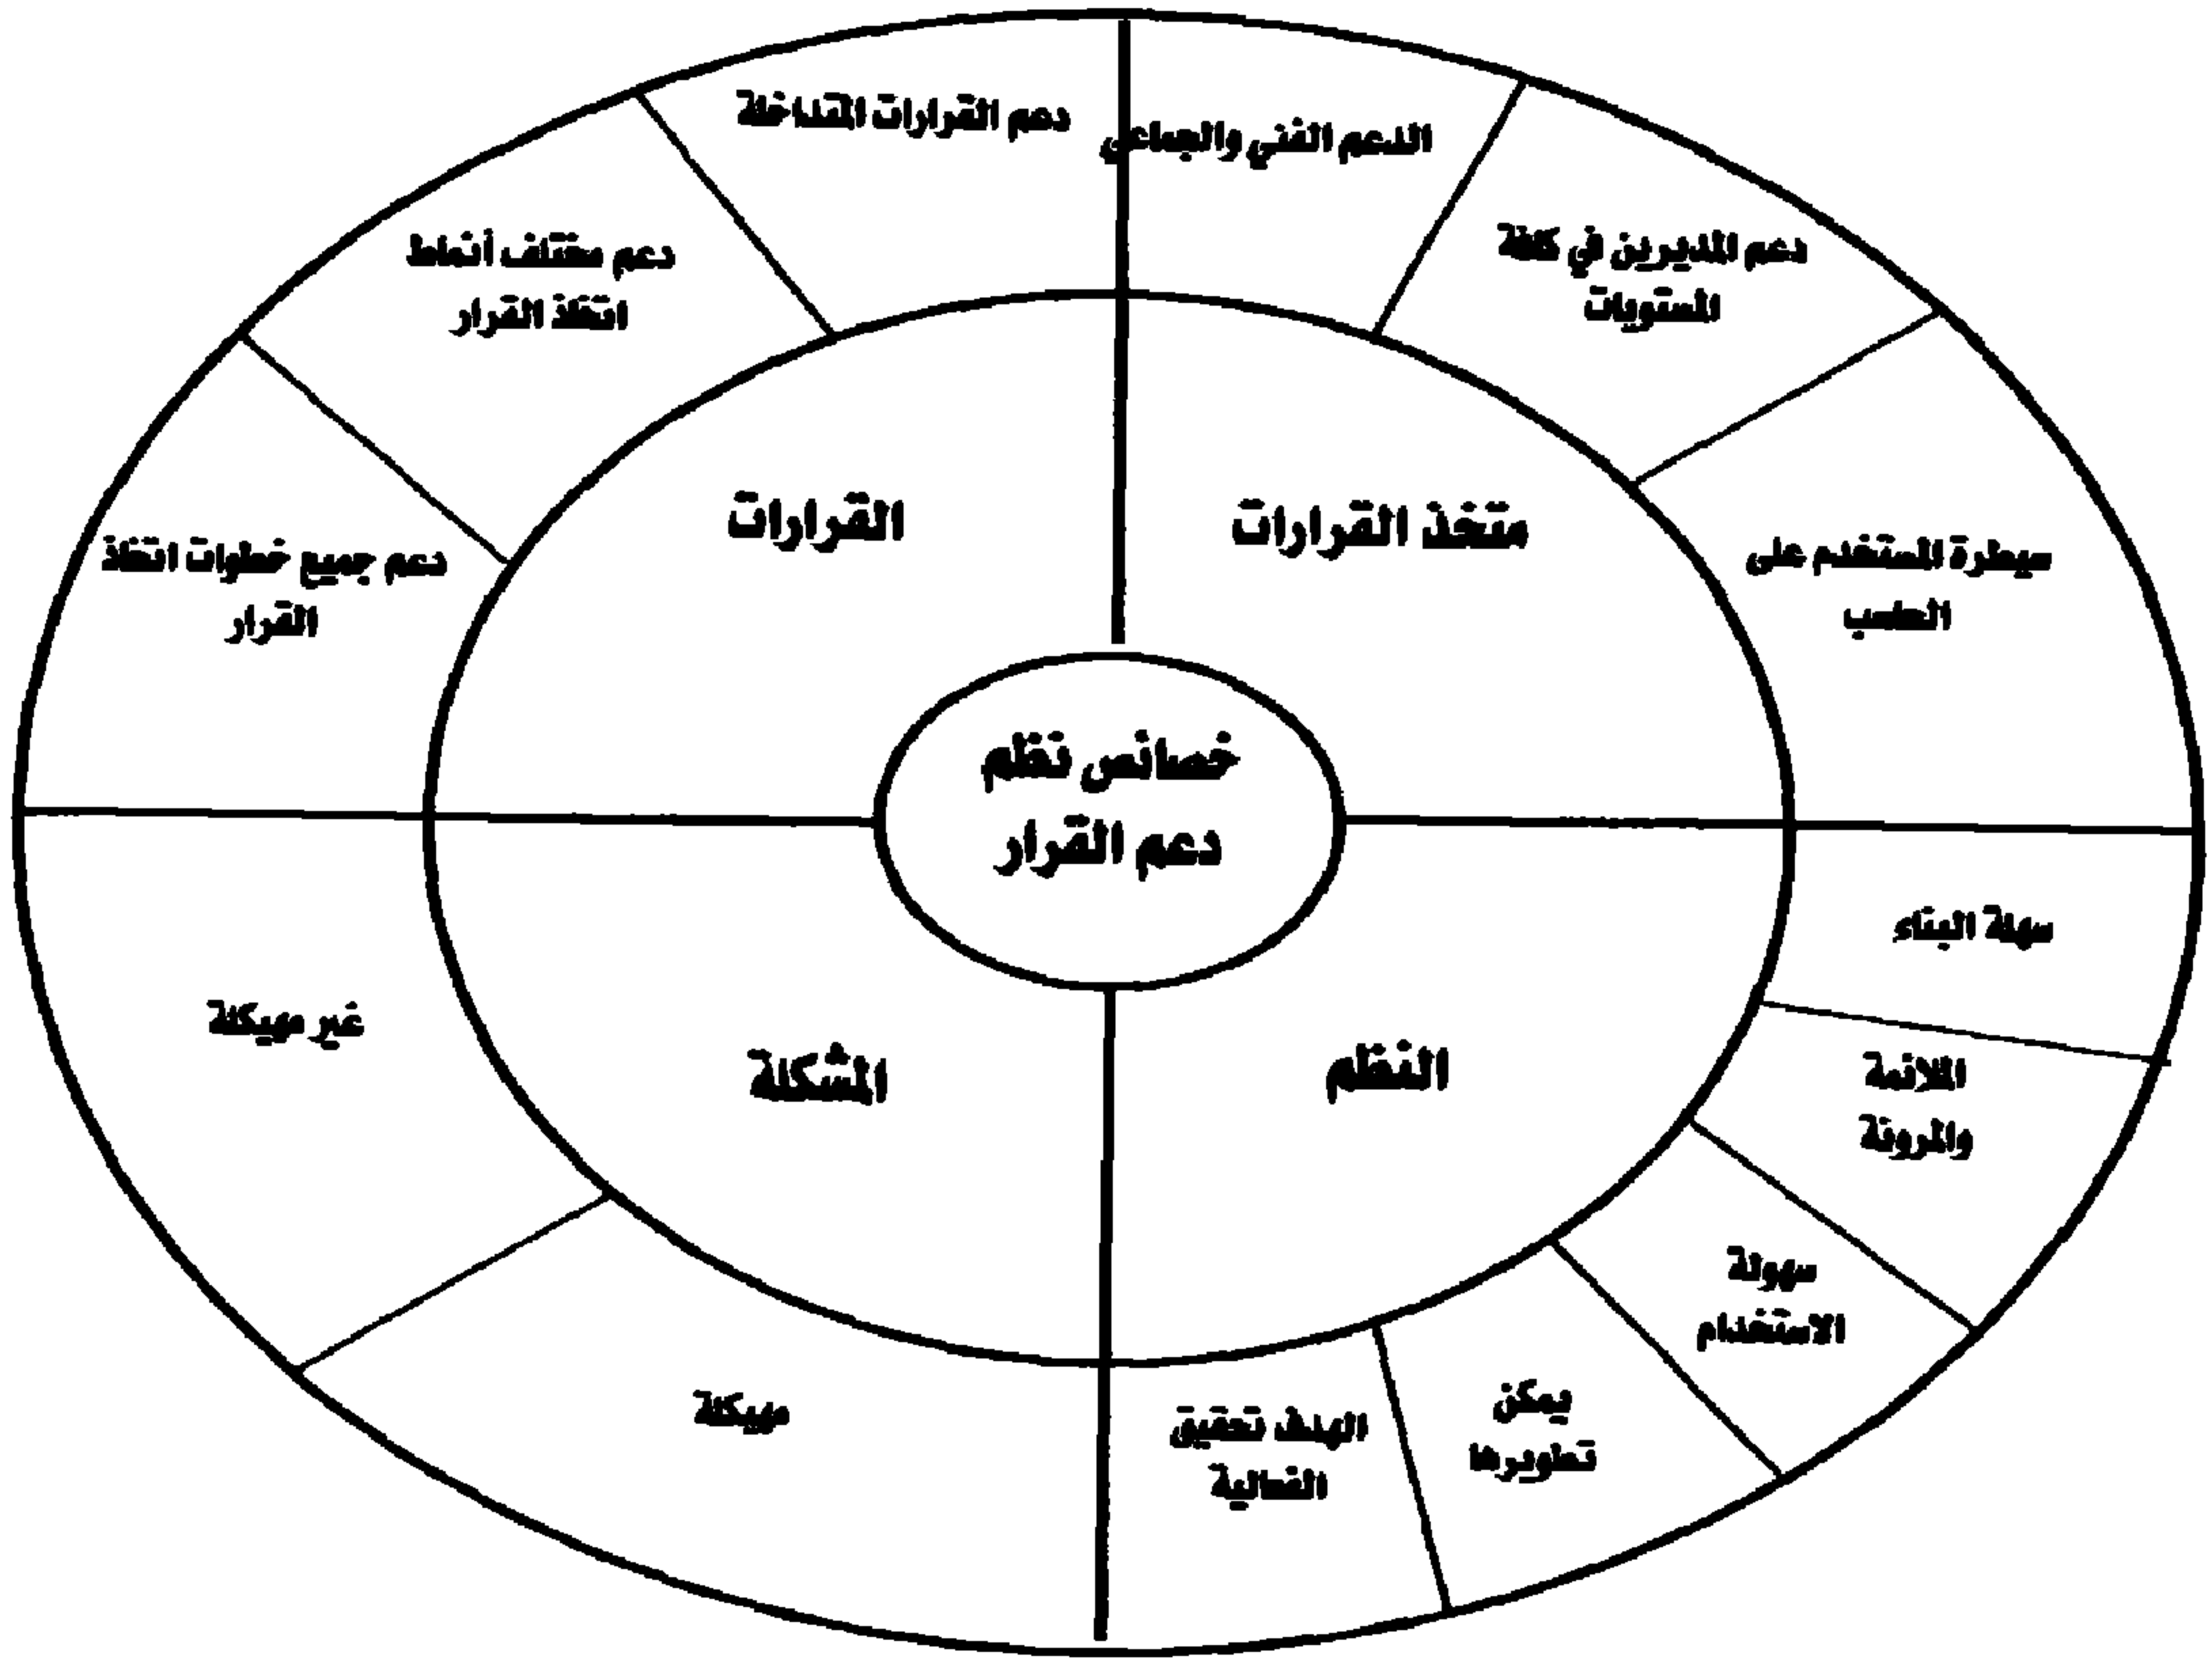 خصائص نظم
دعم القرار
متخذ القرارات
الدعم الفني والجماعي
دعم المديرين في كافة
المستويات
سيطرة المستخدم على
النظم
سهلة البناء
الملائمة
والمرونة
سهولة
الاستخدام
يمكن
تطويرها
الهدف تحقيق
الفعالية
النظم
المشكلة
مهيكلة
غير مهيكلة
القرارات
دعم جميع خطوات اتخاذ
القرار
دعم مختلف أنماط
اتخاذ القرار
دعم القرارات المتداخلة